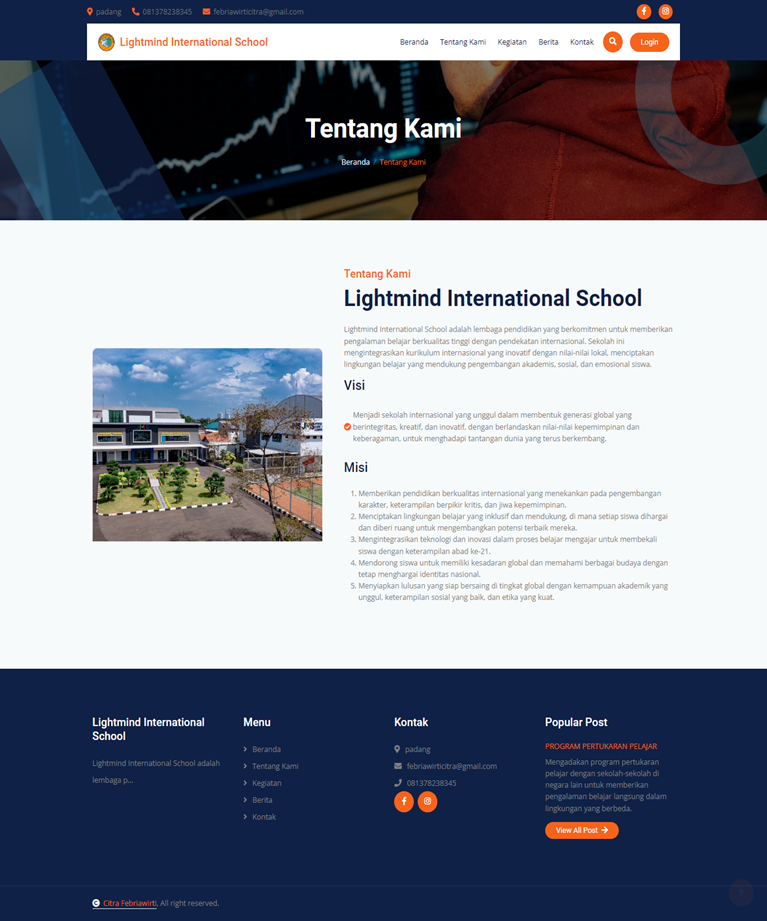 padang 081378238345 febriawirticitra@gmail.com
Lightmind International School Beranda Tentang Kami Kegiatan Berita Kontak Login
Tentang Kami
Beranda / Tentang Kami
Tentang Kami
Lightmind International School
Lightmind International School adalah lembaga pendidikan yang berkomitmen untuk memberikan
pengalaman belajar berkualitas tinggi dengan pendekatan internasional. Sekolah ini
mengintegrasikan kurikulum internasional yang inovatif dengan nilai-nilai lokal, menciptakan
lingkungan belajar yang mendukung pengembangan akademis, sosial, dan emosional siswa.
Visi
Menjadi sekolah internasional yang unggul dalam membentuk generasi global yang
berintegritas, kreatif, dan inovatif, dengan berlandaskan nilai-nilai kepemimpinan dan
keberagaman, untuk menghadapi tantangan dunia yang terus berkembang.
Misi
1. Memberikan pendidikan berkualitas internasional yang menekankan pada pengembangan
karakter, keterampilan berpikir kritis, dan jiwa kepemimpinan.
2. Menciptakan lingkungan belajar yang inklusif dan mendukung, di mana setiap siswa dihargai
dan diberi ruang untuk mengembangkan potensi terbaik mereka.
3. Mengintegrasikan teknologi dan inovasi dalam proses belajar mengajar untuk membekali
siswa dengan keterampilan abad ke-21.
4. Mendorong siswa untuk memiliki kesadaran global dan memahami berbagai budaya dengan
tetap menghargai identitas nasional.
5. Menyiapkan lulusan yang siap bersaing di tingkat global dengan kemampuan akademik yang
unggul, keterampilan sosial yang baik, dan etika yang kuat.
Lightmind International
School
Lightmind International School adalah
lembaga p...
Menu
Beranda
Tentang Kami
Kegiatan
Berita
Kontak
Kontak
padang
febriawirticitra@gmail.com
081378238345
Popular Post
PROGRAM PERTUKARAN PELAJAR
Mengadakan program pertukaran
pelajar dengan sekolah-sekolah di
negara lain untuk memberikan
pengalaman belajar langsung dalam
lingkungan yang berbeda.
View All Post
Citra Febriawirti, All right reserved.